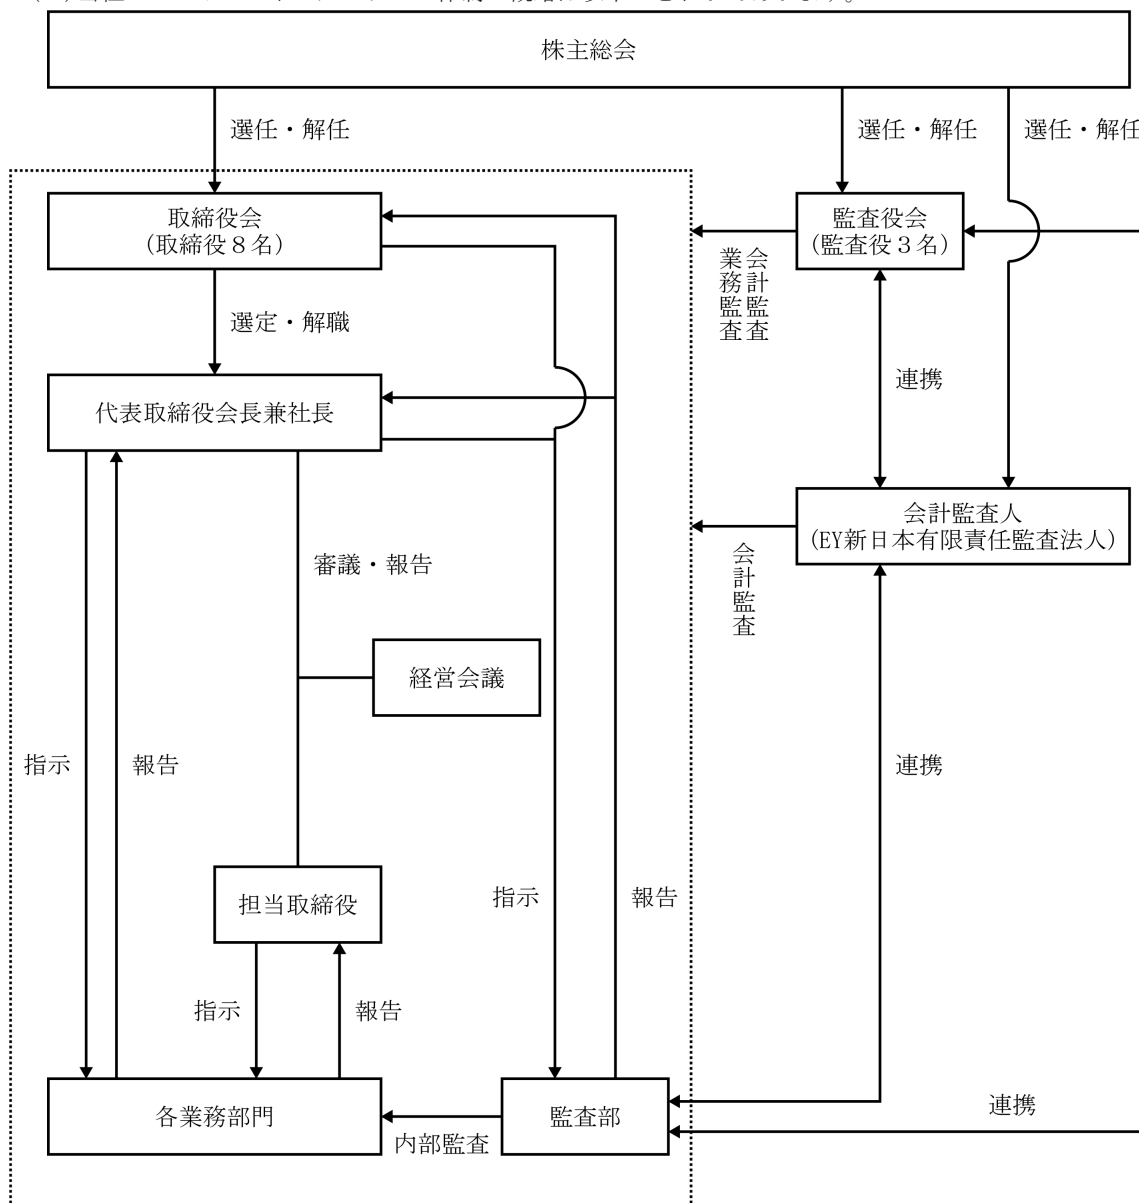 株主総会
選任・解任
選任・解任
選任・解任
取締役会
(取締役８名)
監査役会
(監査役３名)
会計監査
業務監査
選定・解職
連携
代表取締役会長兼社長
会計監査人
(EY新日本有限責任監査法人)
会計監査
審議・報告
経営会議
指示
報告
連携
担当取締役
指示
報告
指示
報告
各業務部門
監査部
内部監査
連携